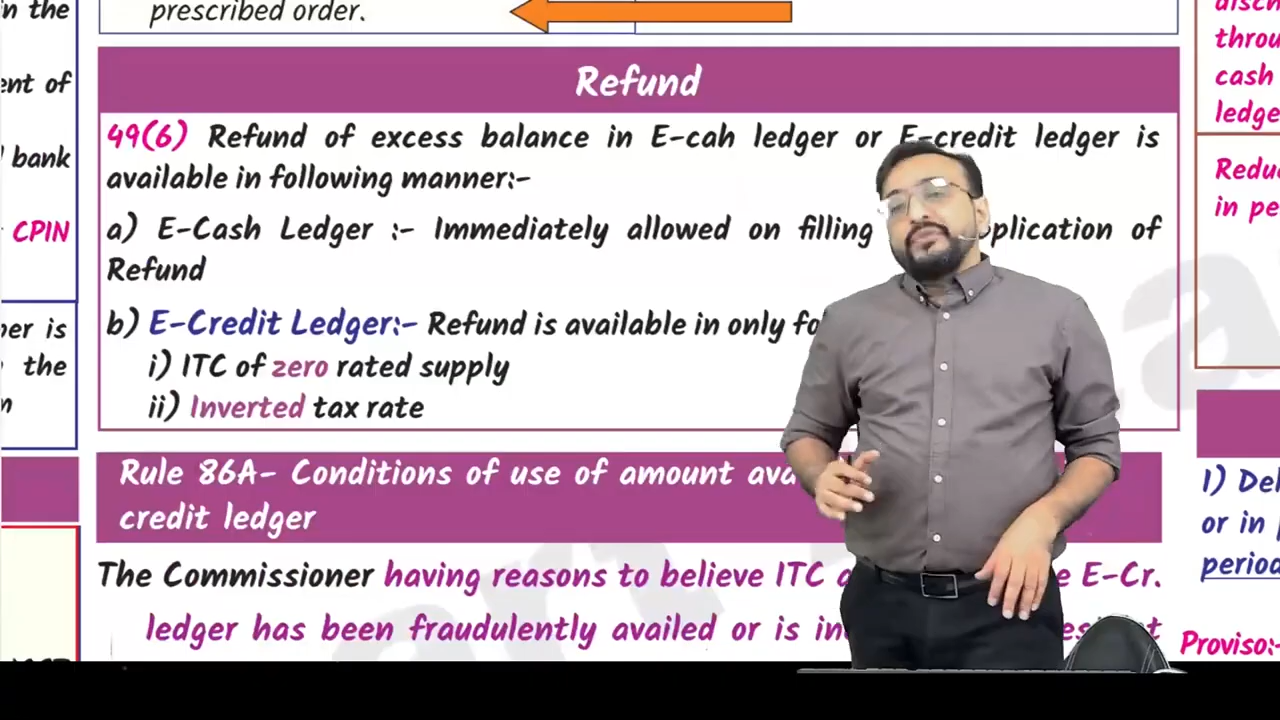 n the
ent of
bank
CPIN
er is
the
n
prescribed order.
Refund
49(6) Refund of excess balance in E-cah ledger or E-credit ledger is
available in following manner:-
a) E-Cash Ledger :- Immediately allowed on filling plication of
Refund
b) E-Credit Ledger:- Refund is available in only fo
i) ITC of zero rated supply
ii) Inverted tax rate
Rule 86A- Conditions of use of amount ava
credit ledger
The Commissioner having reasons to believe ITC a e E-Cr.
ledger has been fraudulently availed or is in
disch
throu
cash
ledge
Redu
in pe
1) Del
or in p
period
Proviso:-